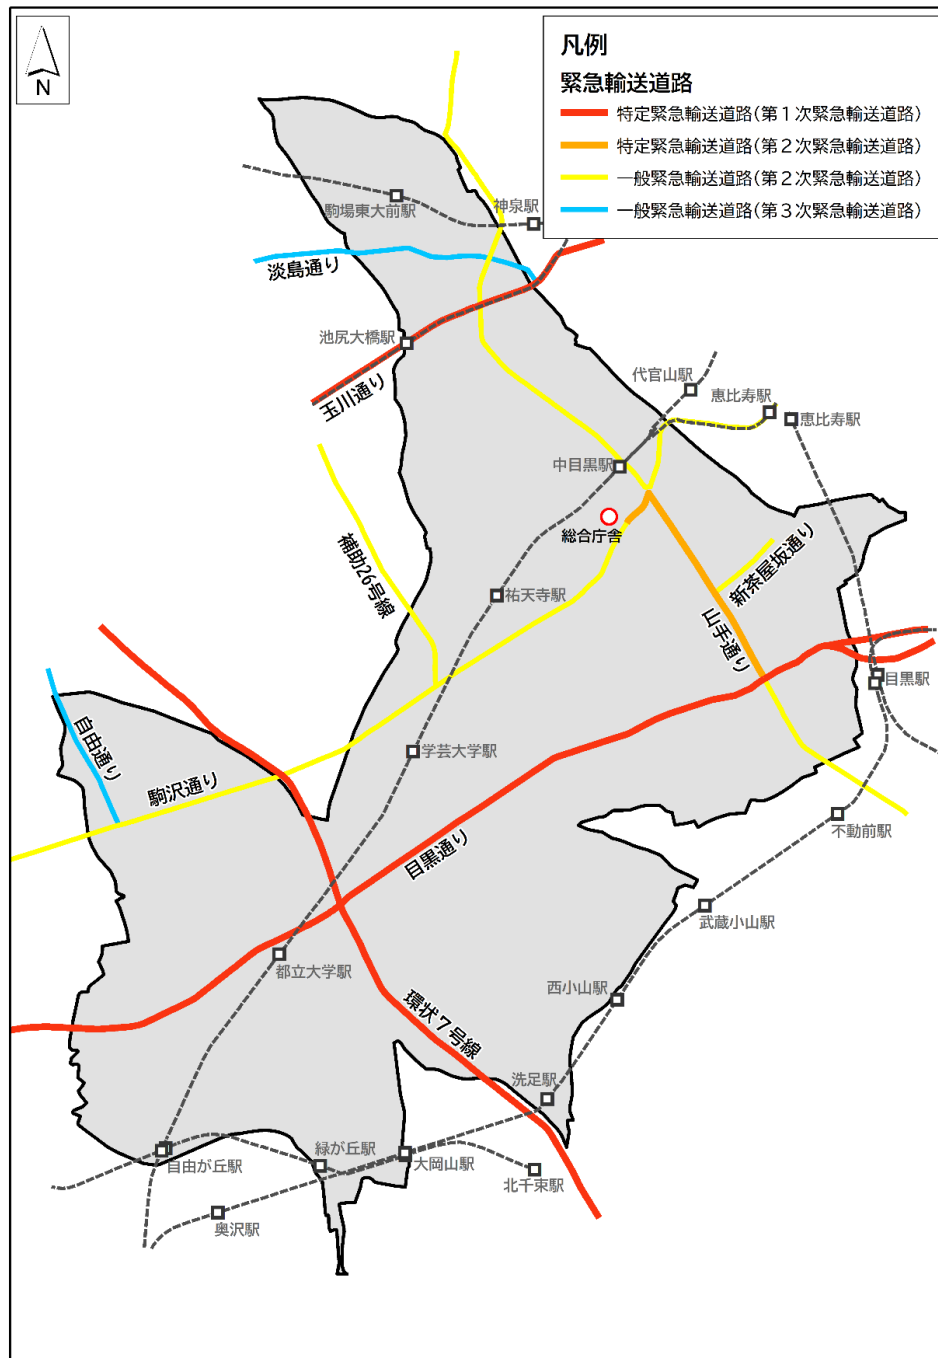 N
凡例
緊急輸送道路
特定緊急輸送道路(第1次緊急輸送道路)
特定緊急輸送道路(第2次緊急輸送道路)
一般緊急輸送道路(第2次緊急輸送道路)
一般緊急輸送道路(第3次緊急輸送道路)
駒場東大前駅
神泉駅
淡島通り
池尻大橋駅
玉川通り
代官山駅
恵比寿駅
恵比寿駅
中目黒駅
総合庁舎
補助26号線
新茶屋坂通り
祐天寺駅
山手通り
目黒駅
自由通り
学芸大学駅
駒沢通り
不動前駅
目黒通り
武蔵小山駅
都立大学駅
西小山駅
環状7号線
洗足駅
自由が丘駅
緑が丘駅
大岡山駅
北千束駅
奥沢駅